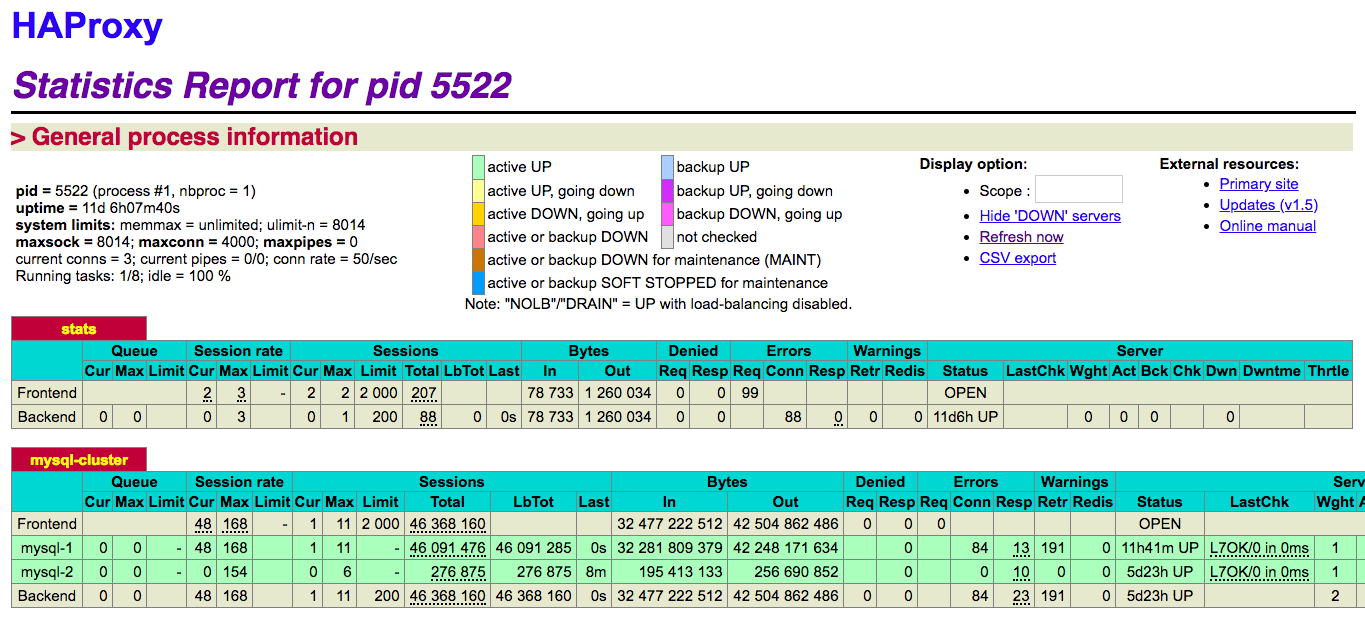 HAProxy
Statistics Report for pid 5522
> General process information
pid = 5522 (process #1, nbproc = 1)
uptime = 11d 6h07m40s
system limits: memmax = unlimited; ulimit-n = 8014
maxsock = 8014; maxconn = 4000; maxpipes = 0
current conns = 3; current pipes = 0/0; conn rate = 50/sec
Running tasks: 1/8; idle = 100 %
active UP backup UP
active UP, going down backup UP, going down
active DOWN, going up backup DOWN, going up
active or backup DOWN not checked
active or backup DOWN for maintenance (MAINT)
active or backup SOFT STOPPED for maintenance
Note: "NOLB"/"DRAIN" = UP with load-balancing disabled.
Display option:
• Scope :
• Hide 'DOWN' servers
• Refresh now
• CSV export
External resources:
• Primary site
• Updates (v1.5)
• Online manual
stats
Queue Session rate Sessions Bytes Denied Errors Warnings Server
Cur Max Limit Cur Max Limit Cur Max Limit Total LbTot Last In Out Req Resp Req Conn Resp Retr Redis Status LastChk Wght Act Bck Chk Dwn Dwntme Thrtle
Frontend 2 3 - 2 2 2 000 207 78 733 1 260 034 0 0 99 OPEN
Backend 0 0 0 3 0 1 200 88 0 0s 78 733 1 260 034 0 0 88 0 0 0 11d6h UP 0 0 0 0
mysql-cluster
Queue Session rate Sessions Bytes Denied Errors Warnings Serv
Cur Max Limit Cur Max Limit Cur Max Limit Total LbTot Last In Out Req Resp Req Conn Resp Retr Redis Status LastChk Wght A
Frontend 48 168 - 1 11 2 000 46 368 160 32 477 222 512 42 504 862 486 0 0 0 OPEN
mysql-1 0 0 - 48 168 1 11 - 46 091 476 46 091 285 0s 32 281 809 379 42 248 171 634 0 84 13 191 0 11h41m UP L7OK/0 in 0ms 1
mysql-2 0 0 - 0 154 0 6 - 276 875 276 875 8m 195 413 133 256 690 852 0 0 10 0 0 5d23h UP L7OK/0 in 0ms 1
Backend 0 0 48 168 1 11 200 46 368 160 46 368 160 0s 32 477 222 512 42 504 862 486 0 0 84 23 191 0 5d23h UP 2